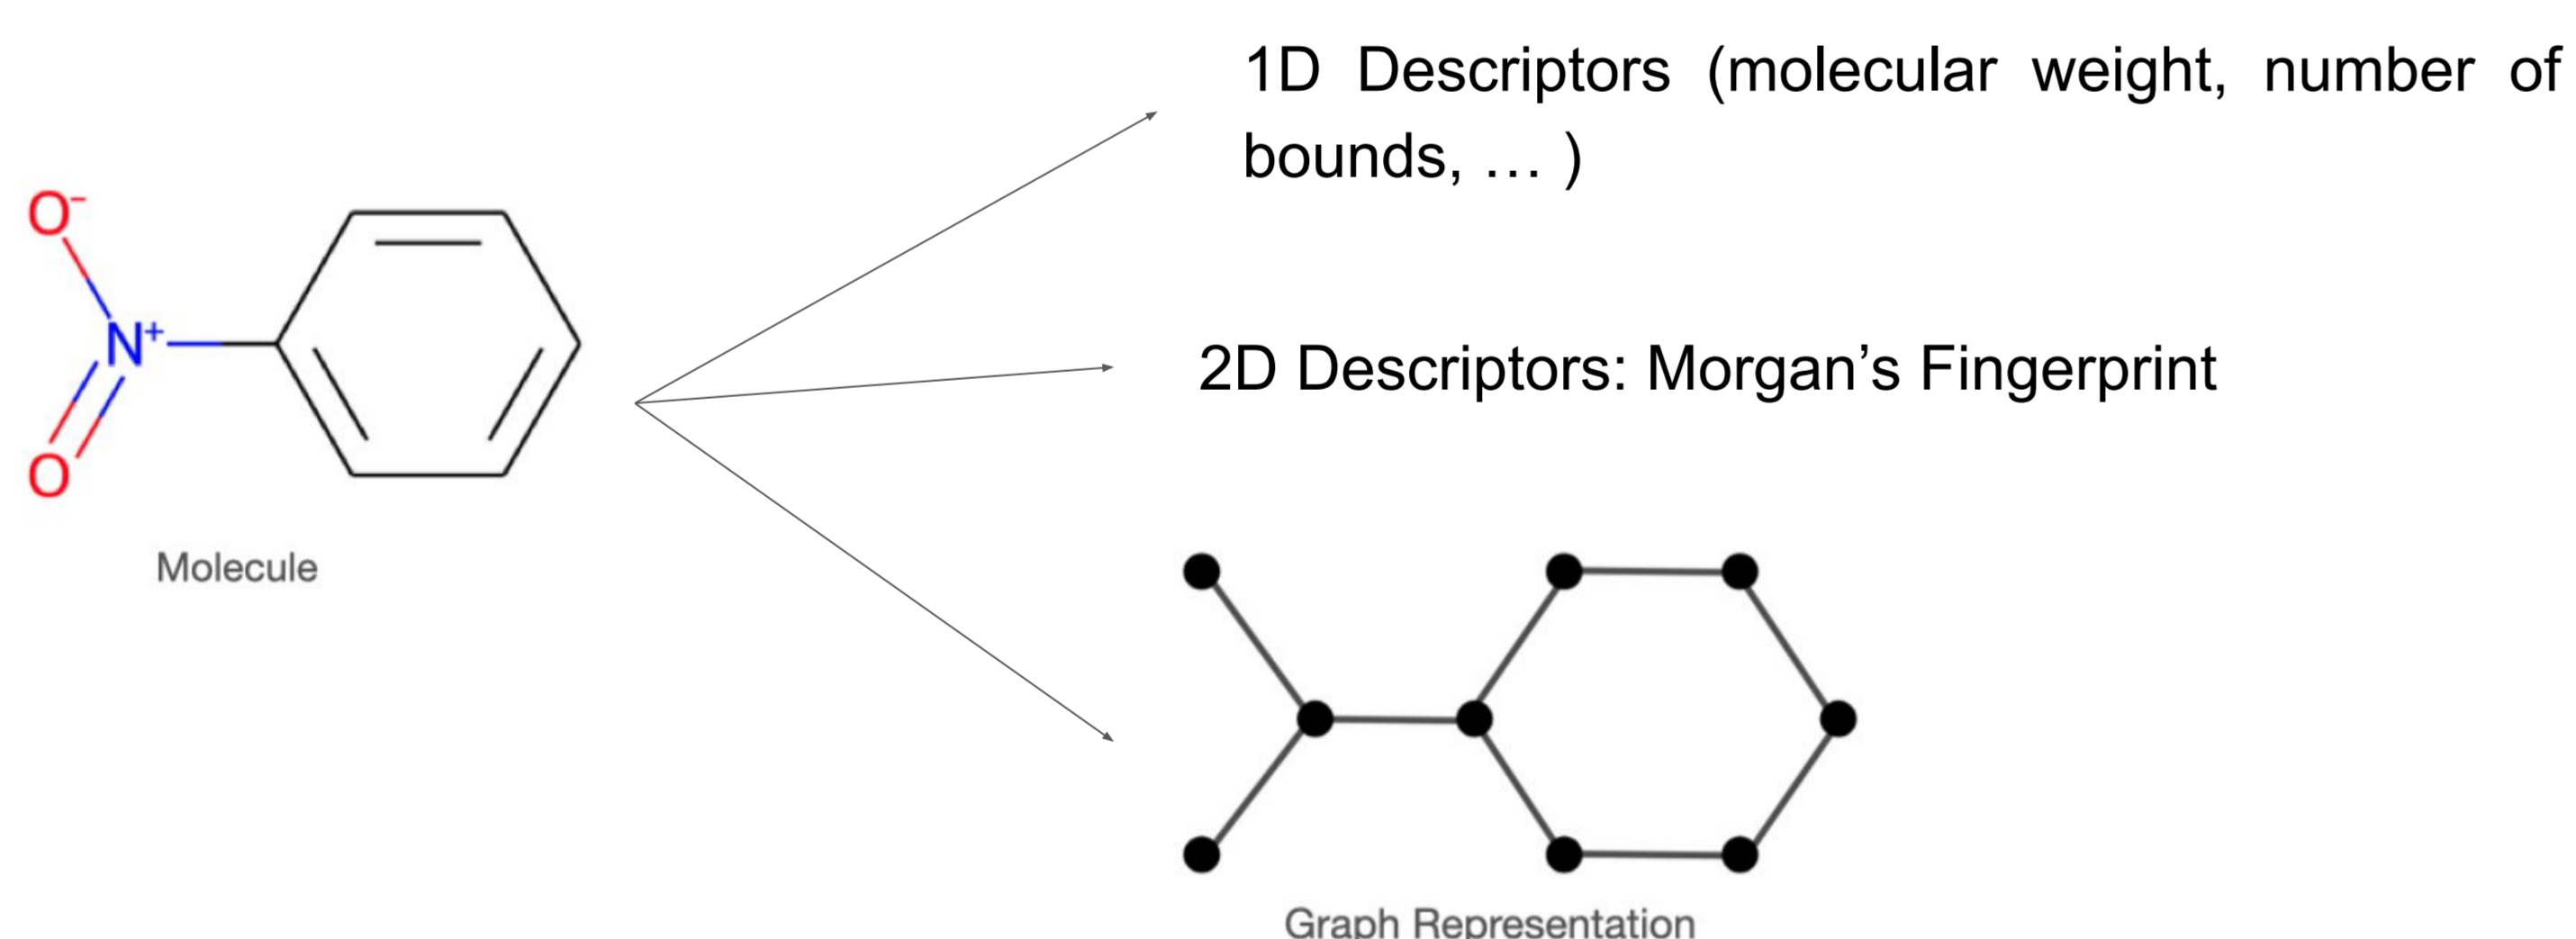 1D Descriptors (molecular weight, number of
bounds, … )
O⁻
N⁺
O
Molecule
2D Descriptors: Morgan’s Fingerprint
Graph Representation